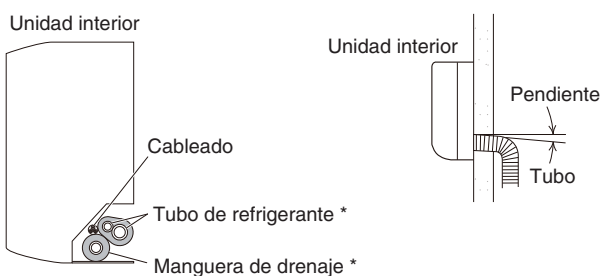 Unidad interior
Cableado
Tubo de refrigerante *
Manguera de drenaje *
Unidad interior
Pendiente
Tubo